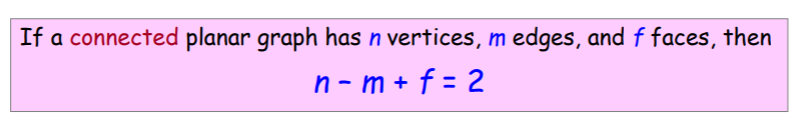 If a connected planar graph has n vertices, m edges, and f faces, then
n – m + f = 2